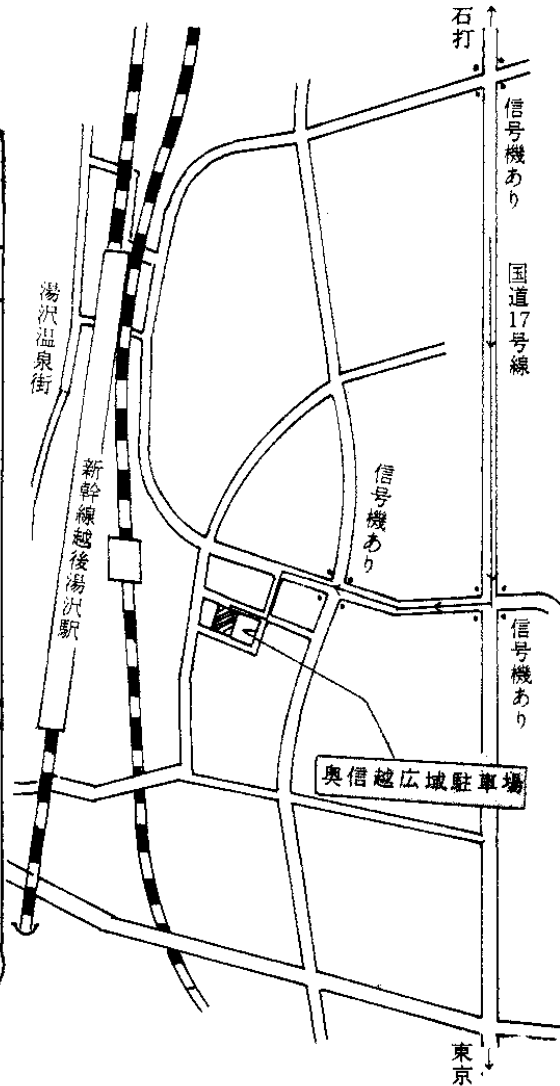 石打
信号機あり
国道17号線
湯沢温泉街
新幹線越後湯沢駅
信号機あり
信号機あり
奥信越広域駐車場
東京